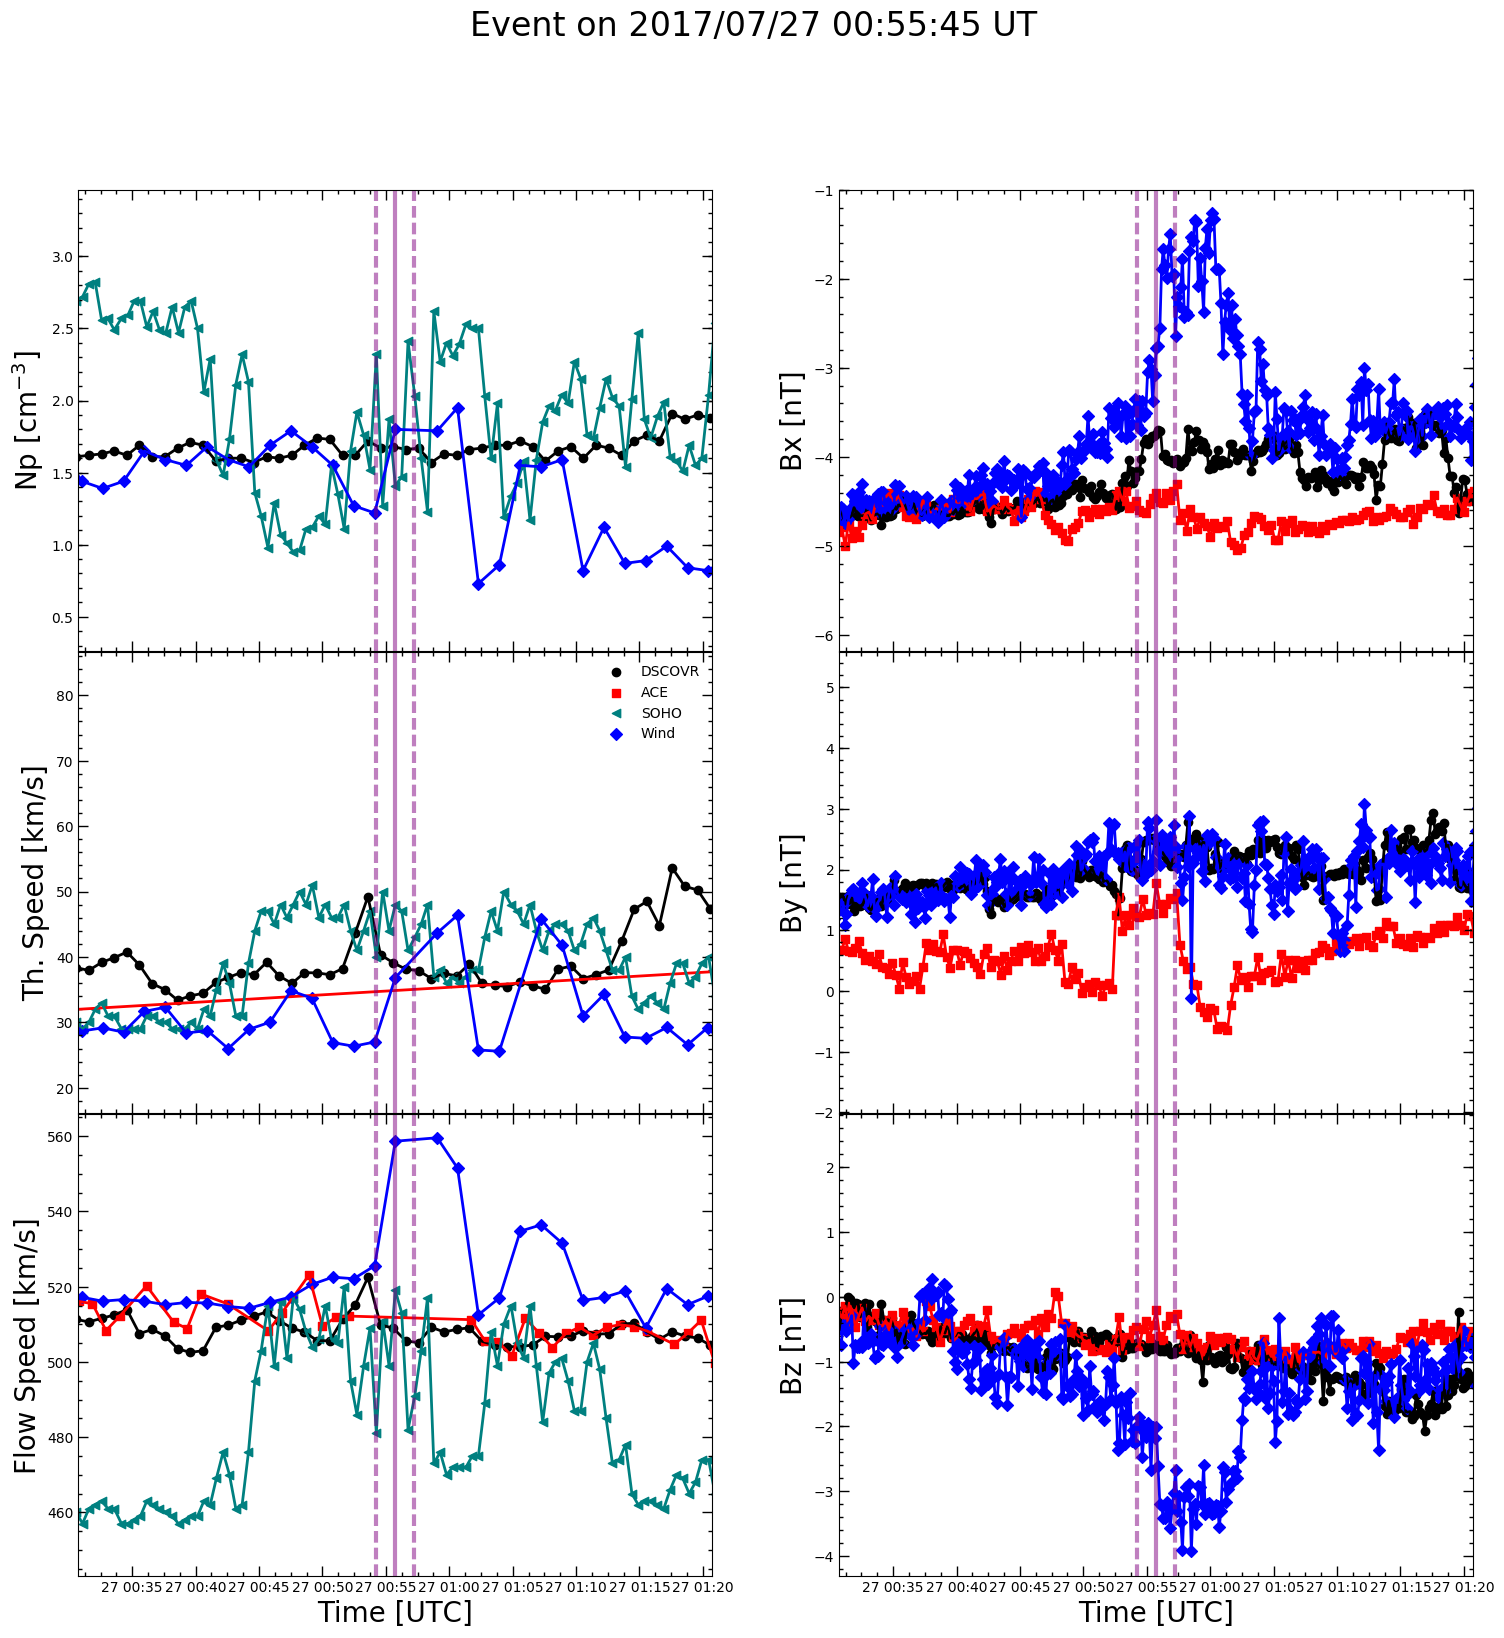 Event on 2017/07/27 00:55:45 UT
Np [cm⁻³]
3.0
2.5
2.0
1.5
1.0
0.5
Bx [nT]
−1
−2
−3
−4
−5
−6
Th. Speed [km/s]
80
70
60
50
40
30
20
DSCOVR
ACE
SOHO
Wind
By [nT]
5
4
3
2
1
0
−1
−2
Flow Speed [km/s]
560
540
520
500
480
460
27 00:35 27 00:40 27 00:45 27 00:50 27 00:55 27 01:00 27 01:05 27 01:10 27 01:15 27 01:20
Time [UTC]
Bz [nT]
2
1
0
−1
−2
−3
−4
27 00:35 27 00:40 27 00:45 27 00:50 27 00:55 27 01:00 27 01:05 27 01:10 27 01:15 27 01:20
Time [UTC]